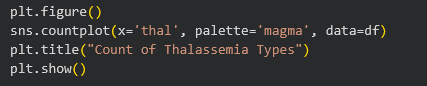 plt.figure()
sns.countplot(x='thal', palette='magma', data=df)
plt.title("Count of Thalassemia Types")
plt.show()